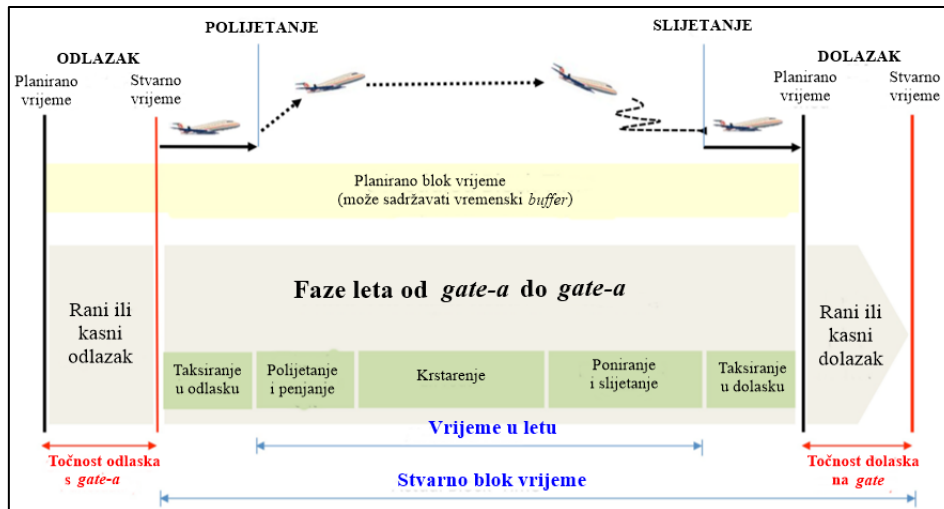 POLIJETANJE
SLIJETANJE
ODLAZAK
DOLAZAK
Planirano
vrijeme
Stvarno
vrijeme
Planirano
vrijeme
Stvarno
vrijeme
Planirano blok vrijeme
(može sadržavati vremenski buffer)
Faze leta od gate-a do gate-a
Rani ili
kasni
odlazak
Rani ili
kasni
dolazak
Taksiranje
u odlasku
Polijetanje
i penjanje
Krstarenje
Poniranje
i slijetanje
Taksiranje
u dolasku
Vrijeme u letu
Točnost odlaska
s gate-a
Točnost dolaska
na gate
Stvarno blok vrijeme